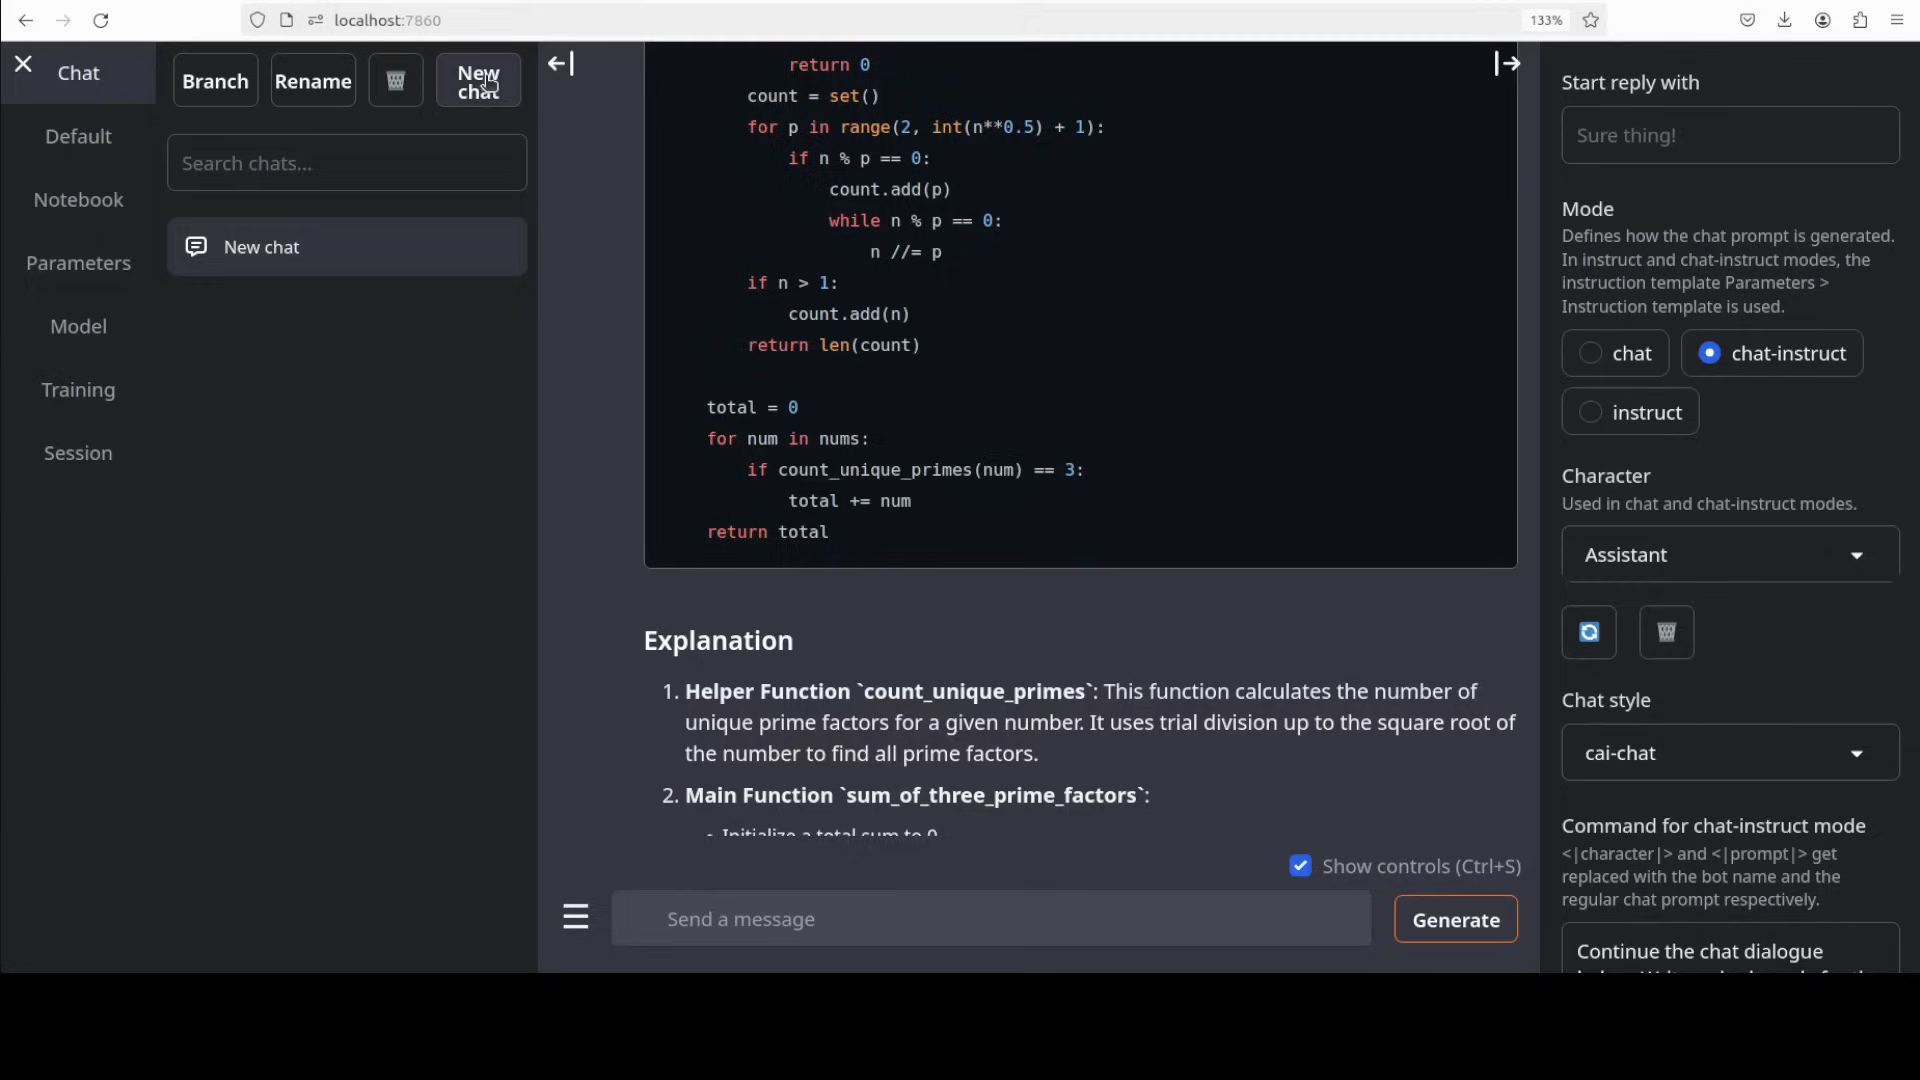 localhost:7860
133%
Chat
Default
Notebook
Parameters
Model
Training
Session
Branch
Rename
New
chat
Search chats...
New chat
return 0
count = set()
for p in range(2, int(n**0.5) + 1):
if n % p == 0:
count.add(p)
while n % p == 0:
n //= p
if n > 1:
count.add(n)
return len(count)
total = 0
for num in nums:
if count_unique_primes(num) == 3:
total += num
return total
Explanation
1. Helper Function `count_unique_primes`: This function calculates the number of
unique prime factors for a given number. It uses trial division up to the square root of
the number to find all prime factors.
2. Main Function `sum_of_three_prime_factors`:
• Initialize a total sum to 0
Show controls (Ctrl+S)
Send a message
Generate
Start reply with
Sure thing!
Mode
Defines how the chat prompt is generated.
In instruct and chat-instruct modes, the
instruction template Parameters >
Instruction template is used.
chat
chat-instruct
instruct
Character
Used in chat and chat-instruct modes.
Assistant
Chat style
cai-chat
Command for chat-instruct mode
<|character|> and <|prompt|> get
replaced with the bot name and the
regular chat prompt respectively.
Continue the chat dialogue